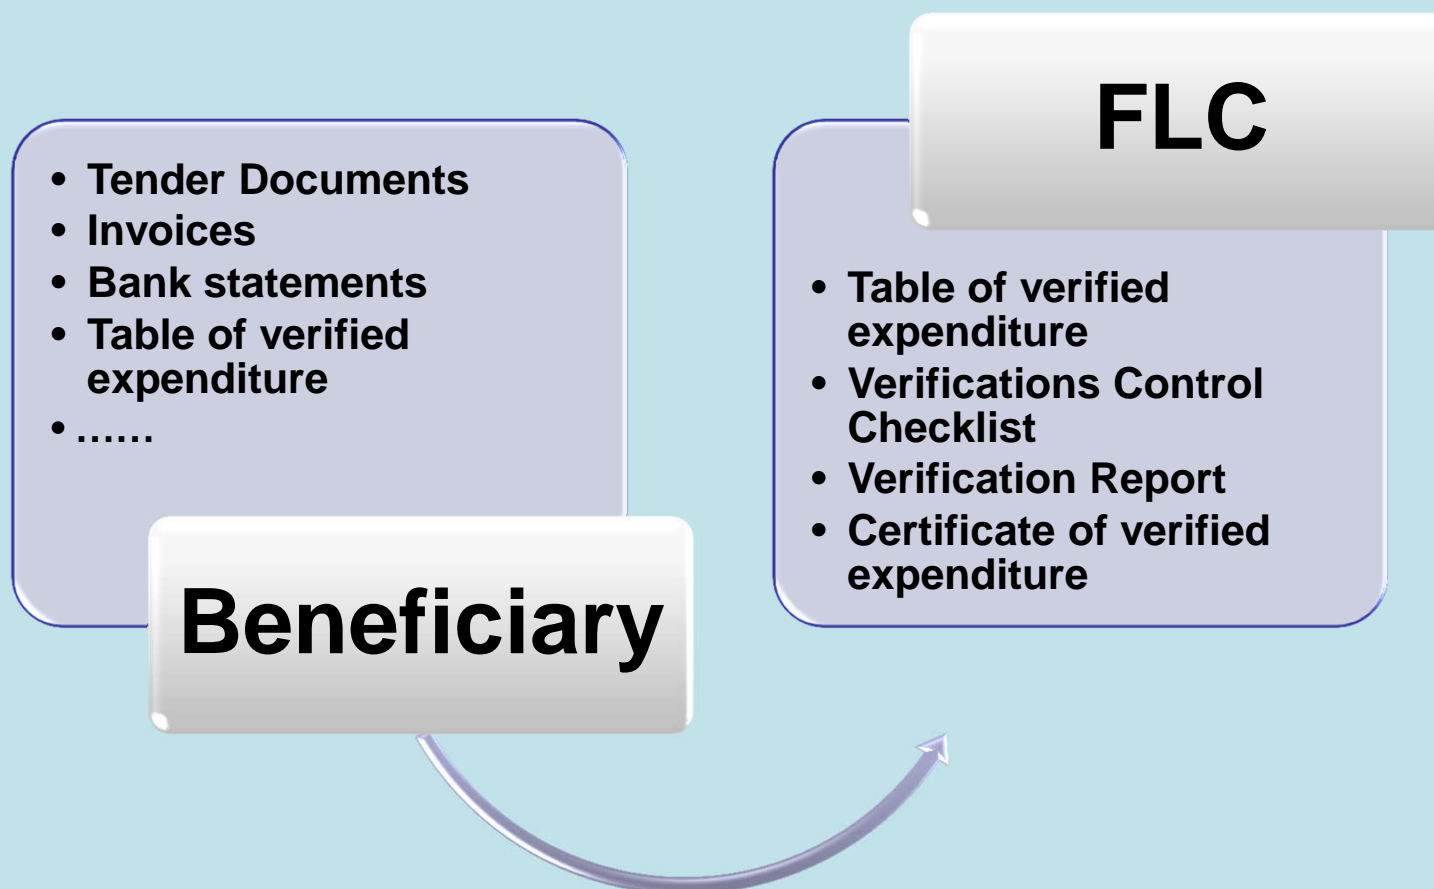 • Tender Documents
• Invoices
• Bank statements
• Table of verified
expenditure
• ......
Beneficiary
FLC
• Table of verified
expenditure
• Verifications Control
Checklist
• Verification Report
• Certificate of verified
expenditure